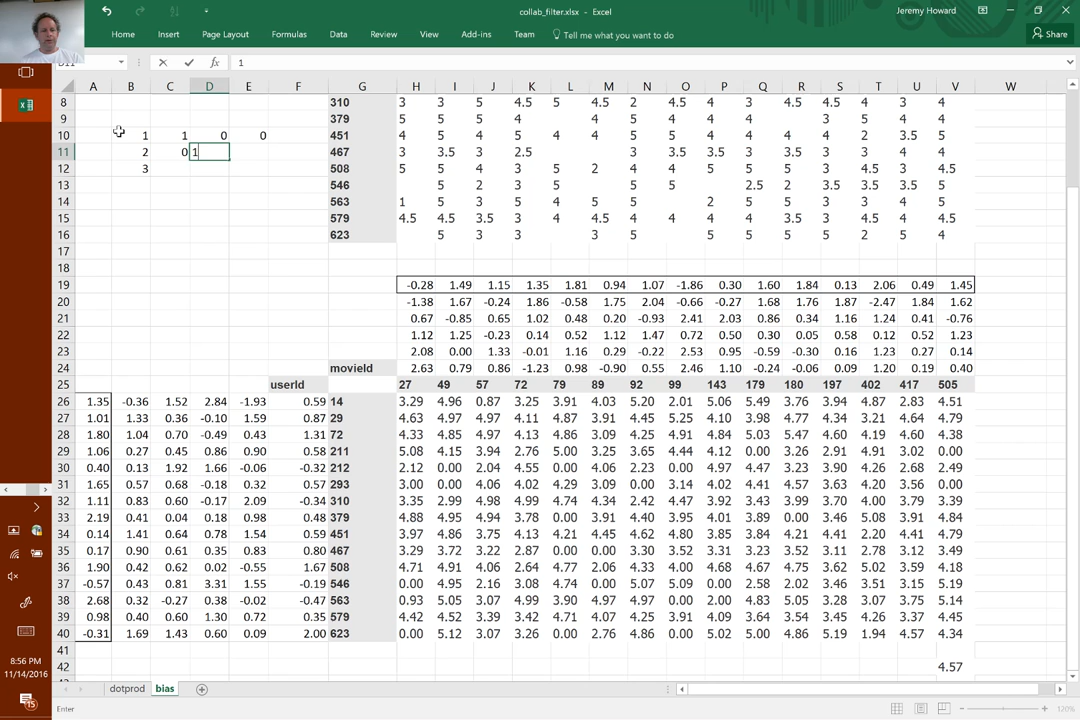 collab_filter.xlsx - Excel
Jeremy Howard
Home Insert Page Layout Formulas Data Review View Add-ins Team Tell me what you want to do
Share
1
A B C D E F G H I J K L M N O P Q R S T U V W
8 310 3 3 5 4.5 5 4.5 2 4.5 4 3 4.5 4.5 4 3 4
9 379 5 5 5 4 4 5 4 4 4 3 5 4 4
10 1 1 0 0 451 4 5 4 5 4 4 5 5 4 4 4 4 2 3.5 5
11 2 0 1 467 3 3.5 3 2.5 3 3.5 3.5 3 3.5 3 3 4 4
12 3 508 5 5 4 3 5 2 4 4 5 5 5 3 4.5 3 4.5
13 546 5 2 3 5 5 5 2.5 2 3.5 3.5 3.5 5
14 563 1 5 3 5 4 5 5 2 5 5 3 3 4 5
15 579 4.5 4.5 3.5 3 4 4.5 4 4 4 4 3.5 3 4.5 4 4.5
16 623 5 3 3 3 5 5 5 5 5 2 5 4
17
18
19 -0.28 1.49 1.15 1.35 1.81 0.94 1.07 -1.86 0.30 1.60 1.84 0.13 2.06 0.49 1.45
20 -1.38 1.67 -0.24 1.86 -0.58 1.75 2.04 -0.66 -0.27 1.68 1.76 1.87 -2.47 1.84 1.62
21 0.67 -0.85 0.65 1.02 0.48 0.20 -0.93 2.41 2.03 0.86 0.34 1.16 1.24 0.41 -0.76
22 1.12 1.25 -0.23 0.14 0.52 1.12 1.47 0.72 0.50 0.30 0.05 0.58 0.12 0.52 1.23
23 2.08 0.00 1.33 -0.01 1.16 0.29 -0.22 2.53 0.95 -0.59 -0.30 0.16 1.23 0.27 0.14
24 movieId 2.63 0.79 0.86 -1.23 0.98 -0.90 0.55 2.46 1.10 -0.24 -0.06 0.09 1.20 0.19 0.40
25 userId 27 49 57 72 79 89 92 99 143 179 180 197 402 417 505
26 1.35 -0.36 1.52 2.84 -1.93 0.59 14 3.29 4.96 0.87 3.25 3.91 4.03 5.20 2.01 5.06 5.49 3.76 3.94 4.87 2.83 4.51
27 1.01 1.33 0.36 -0.10 1.59 0.87 29 4.63 4.97 4.97 4.11 4.87 3.91 4.45 5.25 4.10 3.98 4.77 4.34 3.21 4.64 4.79
28 1.80 1.04 0.70 -0.49 0.43 1.31 72 4.33 4.85 4.97 4.13 4.86 3.09 4.25 4.91 4.84 5.03 5.47 4.60 4.19 4.60 4.38
29 1.06 0.27 0.45 0.86 0.90 0.58 211 5.08 4.15 3.94 2.76 5.00 3.25 3.65 4.44 4.12 0.00 3.26 2.91 4.91 3.02 0.00
30 0.40 0.13 1.92 1.66 -0.06 -0.32 212 2.12 0.00 2.04 4.55 0.00 4.06 2.23 0.00 4.97 4.47 3.23 3.90 4.26 2.68 2.49
31 1.65 0.57 0.68 -0.18 0.32 0.57 293 3.00 0.00 4.06 4.02 4.29 3.09 0.00 3.14 4.02 4.41 4.57 3.63 4.20 3.56 0.00
32 1.11 0.83 0.60 -0.17 2.09 -0.34 310 3.35 2.99 4.98 4.99 4.74 4.34 2.42 4.47 3.92 3.43 3.99 3.70 4.00 3.79 3.39
33 2.19 0.41 0.04 0.18 0.98 0.48 379 4.88 4.95 4.94 3.78 0.00 3.91 4.40 3.95 4.01 3.89 0.00 3.46 5.08 3.91 4.84
34 0.14 1.41 0.64 0.78 1.54 0.59 451 3.97 4.86 3.75 4.13 4.21 4.45 4.62 4.80 3.85 3.84 4.21 4.41 2.20 4.41 4.79
35 0.17 0.90 0.61 0.35 0.83 0.80 467 3.29 3.72 3.22 2.87 0.00 0.00 3.30 3.52 3.31 3.23 3.52 3.11 2.78 3.12 3.49
36 1.90 0.42 0.62 0.02 -0.55 1.67 508 4.71 4.91 4.06 2.64 4.77 2.06 4.33 4.00 4.68 4.67 4.75 3.62 5.02 3.59 4.18
37 -0.57 0.43 0.81 3.31 1.55 -0.19 546 0.00 4.95 2.16 3.08 4.74 0.00 5.07 5.09 0.00 2.58 2.02 3.46 3.51 3.15 5.19
38 2.68 0.32 -0.27 0.38 -0.02 -0.47 563 0.93 5.05 3.07 4.99 3.90 4.97 4.97 0.00 2.00 4.83 5.05 3.28 3.07 3.75 5.14
39 0.98 0.40 0.60 1.30 0.72 0.35 579 4.42 4.52 3.39 3.42 4.71 4.07 4.25 3.91 4.09 3.64 3.54 3.45 4.26 3.37 4.45
40 -0.31 1.69 1.43 0.60 0.09 2.00 623 0.00 5.12 3.07 3.26 0.00 2.76 4.86 0.00 5.02 5.00 4.86 5.19 1.94 4.57 4.34
41
42 4.57
dotprod bias
Enter
120%
8:56 PM
11/14/2016
15